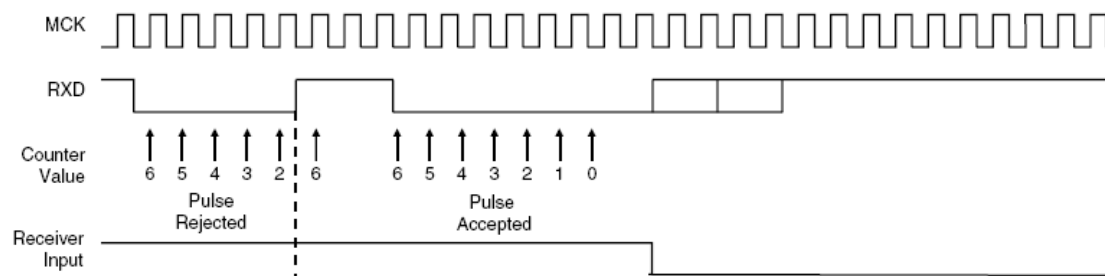 MCK
RXD
Counter
Value
6 5 4 3 2 6 6 5 4 3 2 1 0
Pulse
Rejected
Pulse
Accepted
Receiver
Input